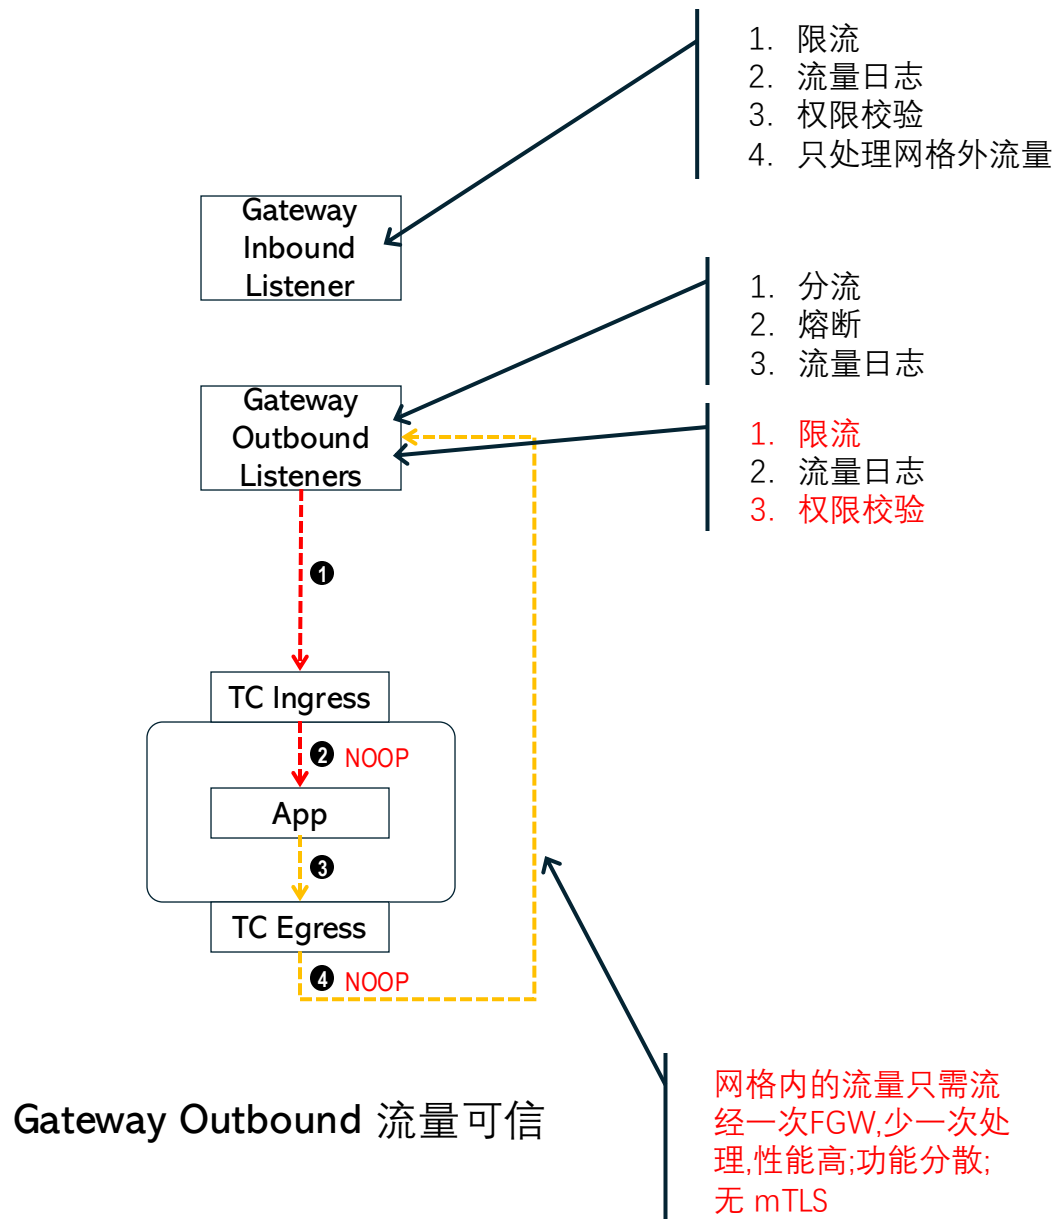 1. 限流
2. 流量日志
3. 权限校验
4. 只处理网格外流量
Gateway
Inbound
Listener
1. 分流
2. 熔断
3. 流量日志
Gateway
Outbound
Listeners
1. 限流
2. 流量日志
3. 权限校验
1
TC Ingress
2 NOOP
App
3
TC Egress
4 NOOP
网格内的流量只需流
经一次FGW,少一次处
理,性能高;功能分散;
无 mTLS
Gateway Outbound 流量可信